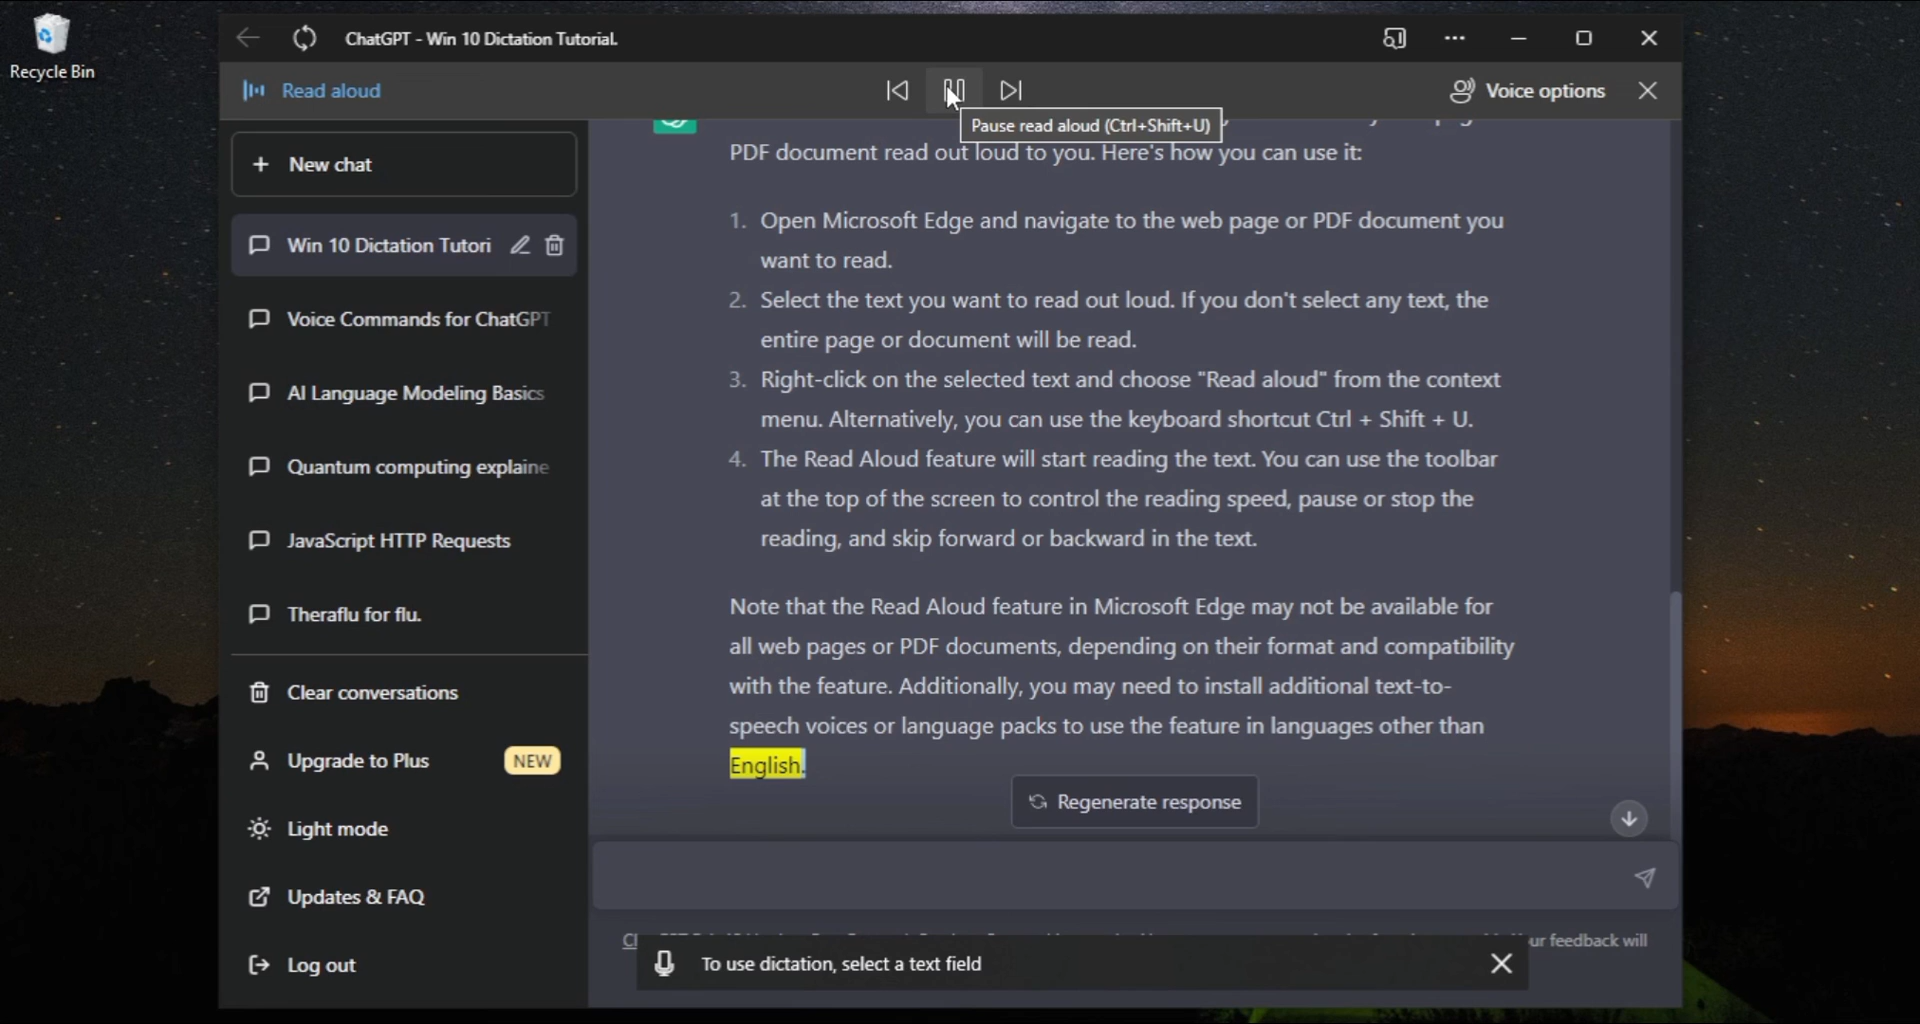 Recycle Bin
ChatGPT - Win 10 Dictation Tutorial.
Read aloud
Voice options
Pause read aloud (Ctrl+Shift+U)
New chat
Win 10 Dictation Tutori
Voice Commands for ChatGPT
AI Language Modeling Basics
Quantum computing explaine
JavaScript HTTP Requests
Theraflu for flu.
Clear conversations
Upgrade to Plus NEW
Light mode
Updates & FAQ
Log out
PDF document read out loud to you. Here's how you can use it:
1. Open Microsoft Edge and navigate to the web page or PDF document you
want to read.
2. Select the text you want to read out loud. If you don't select any text, the
entire page or document will be read.
3. Right-click on the selected text and choose "Read aloud" from the context
menu. Alternatively, you can use the keyboard shortcut Ctrl + Shift + U.
4. The Read Aloud feature will start reading the text. You can use the toolbar
at the top of the screen to control the reading speed, pause or stop the
reading, and skip forward or backward in the text.
Note that the Read Aloud feature in Microsoft Edge may not be available for
all web pages or PDF documents, depending on their format and compatibility
with the feature. Additionally, you may need to install additional text-to-
speech voices or language packs to use the feature in languages other than
English.
Regenerate response
feedback will
To use dictation, select a text field